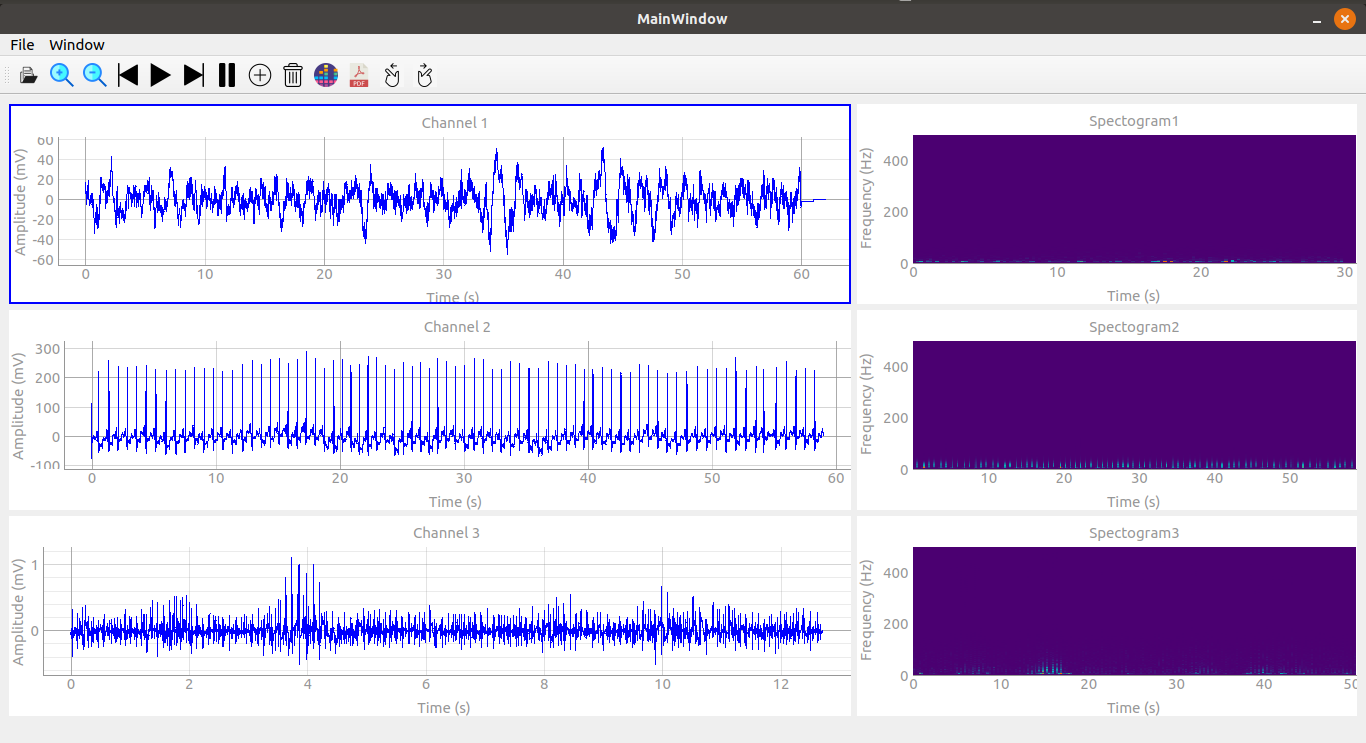 MainWindow
File Window
PDF
Channel 1
Amplitude (mV)
60
40
20
0
-20
-40
-60
0 10 20 30 40 50 60
Time (s)
Spectogram1
Frequency (Hz)
400
200
0
0 10 20 30
Time (s)
Channel 2
Amplitude (mV)
300
200
100
0
-100
0 10 20 30 40 50 60
Time (s)
Spectogram2
Frequency (Hz)
400
200
0
10 20 30 40 50
Time (s)
Channel 3
Amplitude (mV)
1
0
0 2 4 6 8 10 12
Time (s)
Spectogram3
Frequency (Hz)
400
200
0
0 10 20 30 40 50
Time (s)